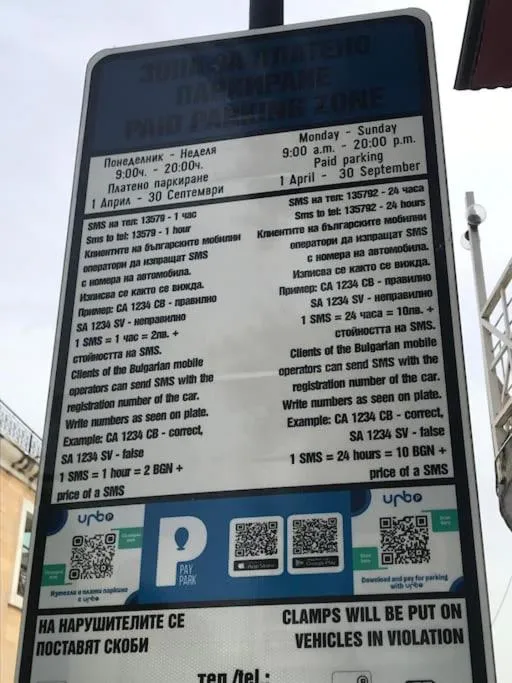 ЗОНА ЗА ПЛАТЕНО
ПАРКИРАНЕ
PAID PARKING ZONE
Понеделник - Неделя
9:00ч. - 20:00ч.
Платено паркиране
1 Април - 30 Септември
Monday - Sunday
9:00 a.m. - 20:00 p.m.
Paid parking
1 April - 30 September
SMS на тел: 13579 - 1 час
Sms to tel: 13579 - 1 hour
Клиентите на българските мобилни
оператори да изпращат SMS
с номера на автомобила.
Изписва се както се вижда.
Пример: CA 1234 CB - правилно
SA 1234 SV - неправилно
1 SMS = 1 час = 2лв. +
стойността на SMS.
Clients of the Bulgarian mobile
operators can send SMS with the
registration number of the car.
Write numbers as seen on plate.
Example: CA 1234 CB - correct,
SA 1234 SV - false
1 SMS = 1 hour = 2 BGN +
price of a SMS
SMS на тел: 135792 - 24 часа
Sms to tel: 135792 - 24 hours
Клиентите на българските мобилни
оператори да изпращат SMS
с номера на автомобила.
Изписва се както се вижда.
Пример: CA 1234 CB - правилно
SA 1234 SV - неправилно
1 SMS = 24 часа = 10лв. +
стойността на SMS.
Clients of the Bulgarian mobile
operators can send SMS with the
registration number of the car.
Write numbers as seen on plate.
Example: CA 1234 CB - correct,
SA 1234 SV - false
1 SMS = 24 hours = 10 BGN +
price of a SMS
urbo
Изтегли и плати паркинг
с urbo
P
PAY
PARK
App Store
Google Play
urbo
Download and pay for parking
with urbo
НА НАРУШИТЕЛИТЕ СЕ
ПОСТАВЯТ СКОБИ
CLAMPS WILL BE PUT ON
VEHICLES IN VIOLATION
тел./tel.: